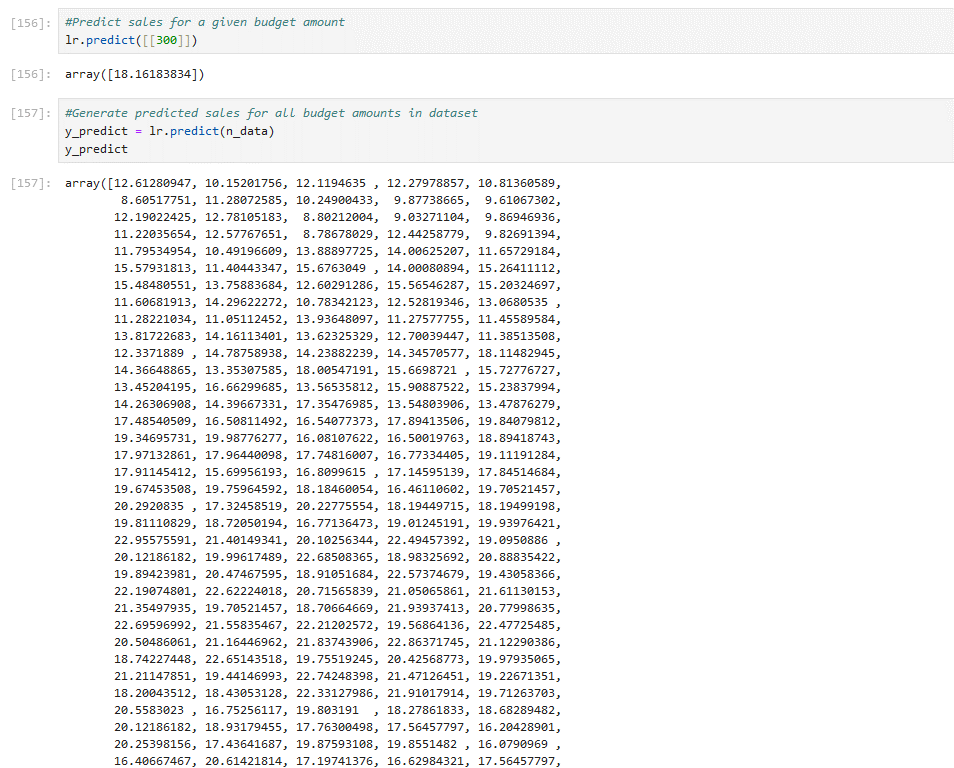 [156]: #Predict sales for a given budget amount
lr.predict([[300]])
[156]: array([18.16183834])
[157]: #Generate predicted sales for all budget amounts in dataset
y_predict = lr.predict(n_data)
y_predict
[157]: array([12.61280947, 10.15201756, 12.1194635 , 12.27978857, 10.81360589,
8.60517751, 11.28072585, 10.24900433, 9.87738665, 9.61067302,
12.19022425, 12.78105183, 8.80212004, 9.03271104, 9.86946936,
11.22035654, 12.57767651, 8.78678029, 12.44258779, 9.82691394,
11.79534954, 10.49196609, 13.88897725, 14.00625207, 11.65729184,
15.57931813, 11.40443347, 15.6763049 , 14.00080894, 15.26411112,
15.48480551, 13.75883684, 12.60291286, 15.56546287, 15.20324697,
11.60681913, 14.29622272, 10.78342123, 12.52819346, 13.0680535 ,
11.28221034, 11.05112452, 13.93648097, 11.27577755, 11.45589584,
13.81722683, 14.16113401, 13.62325329, 12.70039447, 11.38513508,
12.3371889 , 14.78758938, 14.23882239, 14.34570577, 18.11482945,
14.36648865, 13.35307585, 18.00547191, 15.6698721 , 15.72776727,
13.45204195, 16.66299685, 13.56535812, 15.90887522, 15.23837994,
14.26306908, 14.39667331, 17.35476985, 13.54803906, 13.47876279,
17.48540509, 16.50811492, 16.54077373, 17.89413506, 19.84079812,
19.34695731, 19.98776277, 16.08107622, 16.50019763, 18.89418743,
17.97132861, 17.96440098, 17.74816007, 16.77334405, 19.11191284,
17.91145412, 15.69956193, 16.8099615 , 17.14595139, 17.84514684,
19.67453508, 19.75964592, 18.18460054, 16.46110602, 19.70521457,
20.2920835 , 17.32458519, 20.22775554, 18.19449715, 18.19499198,
19.81110829, 18.72050194, 16.77136473, 19.01245191, 19.93976421,
22.95575591, 21.40149341, 20.10256344, 22.49457392, 19.0950886 ,
20.12186182, 19.99617489, 22.68508365, 18.98325692, 20.88835422,
19.89423981, 20.47467595, 18.91051684, 22.57374679, 19.43058366,
22.19074801, 22.62224018, 20.71565839, 21.05065861, 21.61130153,
21.35497935, 19.70521457, 18.70664669, 21.93937413, 20.77998635,
22.69596992, 21.55835467, 22.21202572, 19.56864136, 22.47725485,
20.50486061, 21.16446962, 21.83743906, 22.86371745, 21.12290386,
18.74227448, 22.65143518, 19.75519245, 20.42568773, 19.97935065,
21.21147851, 19.44146993, 22.74248398, 21.47126451, 19.22671351,
18.20043512, 18.43053128, 22.33127986, 21.91017914, 19.71263703,
20.5583023 , 16.75256117, 19.803191  , 18.27861833, 18.68289482,
20.12186182, 18.93179455, 17.76300498, 17.56457797, 16.20428901,
20.25398156, 17.43641687, 19.87593108, 19.8551482 , 16.0790969 ,
16.40667467, 20.61421814, 17.19741376, 16.62984321, 17.56457797,